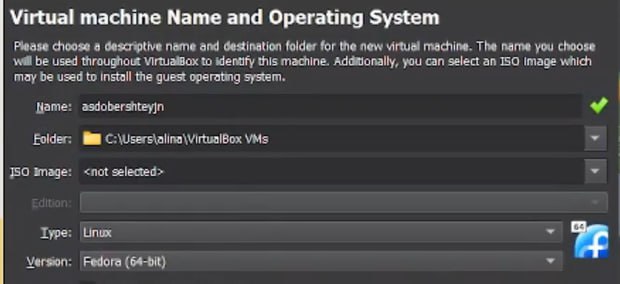 Virtual machine Name and Operating System
Please choose a descriptive name and destination folder for the new virtual machine. The name you choose
will be used throughout VirtualBox to identify this machine. Additionally, you can select an ISO image which
may be used to install the guest operating system.
Name: asdobershteyjn
Folder: C:\Users\alina\VirtualBox VMs
ISO Image: <not selected>
Edition:
Type: Linux
64
Version: Fedora (64-bit)